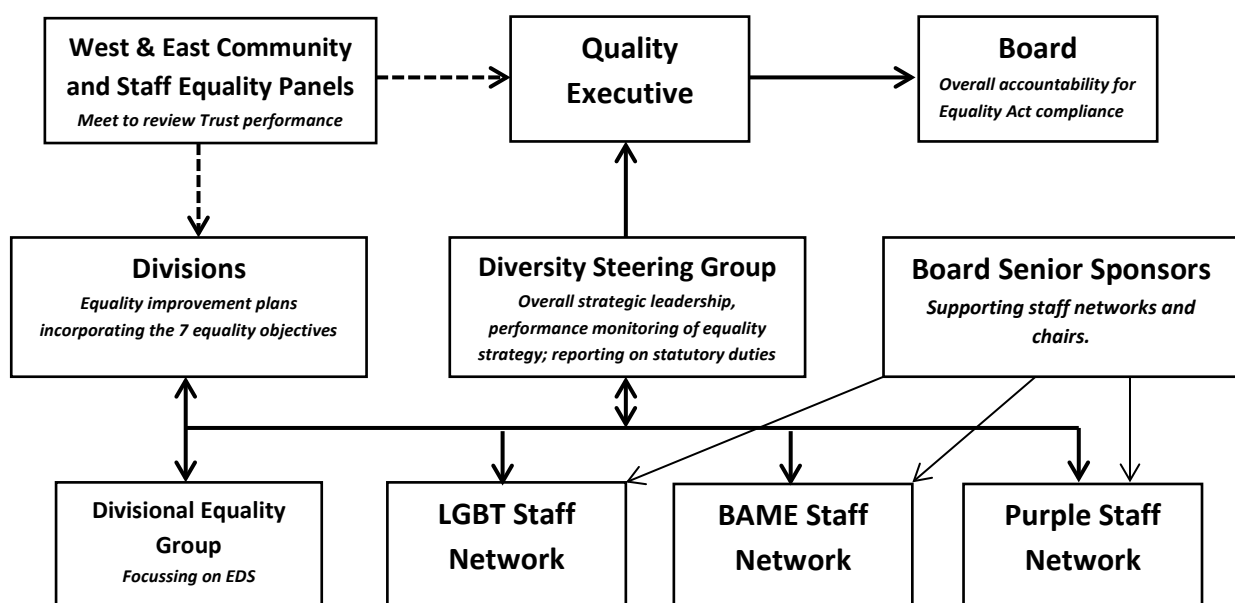 West & East Community
and Staff Equality Panels
Meet to review Trust performance
Quality
Executive
Board
Overall accountability for
Equality Act compliance
Divisions
Equality improvement plans
incorporating the 7 equality objectives
Diversity Steering Group
Overall strategic leadership,
performance monitoring of equality
strategy; reporting on statutory duties
Board Senior Sponsors
Supporting staff networks and
chairs.
Divisional Equality
Group
Focussing on EDS
LGBT Staff
Network
BAME Staff
Network
Purple Staff
Network